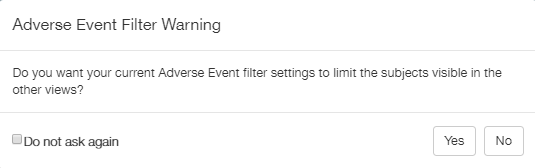 Adverse Event Filter Warning
Do you want your current Adverse Event filter settings to limit the subjects visible in the
other views?
Do not ask again
Yes
No